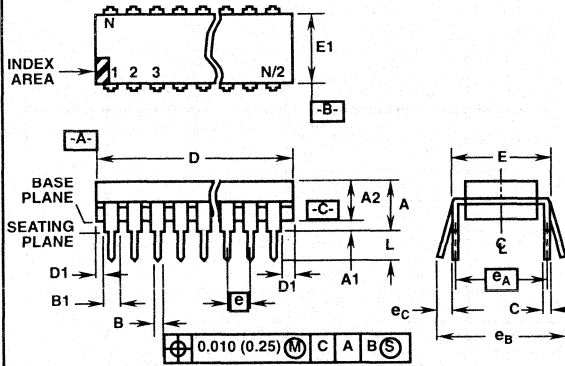 N
E1
INDEX
AREA
1 2 3 N/2
-B-
-A-
D
E
BASE
PLANE
A2
A
-C-
SEATING
PLANE
L
C
L
D1
D1
A1
eA
B1
e
B
eC
C
eB
0.010 (0.25) M C A B S